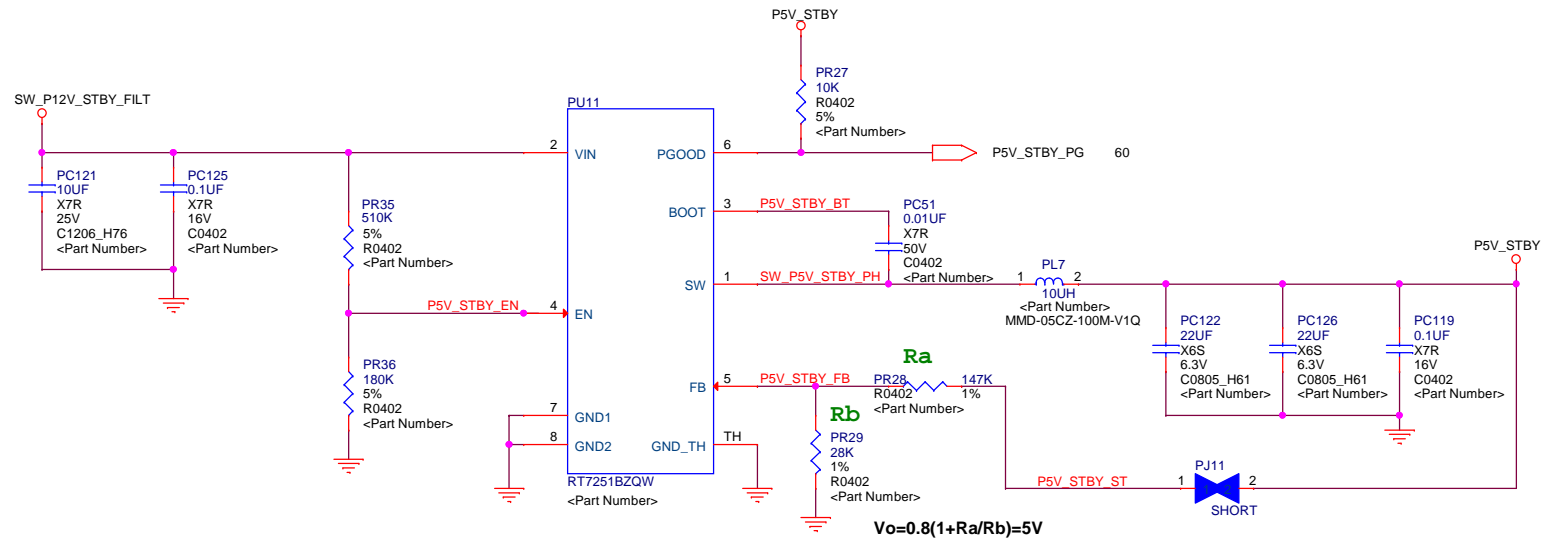 P5V_STBY
PR27
10K
R0402
5%
<Part Number>
SW_P12V_STBY_FILT
PU11
2
VIN
PGOOD
6
P5V_STBY_PG
60
PC121
10UF
X7R
25V
C1206_H76
<Part Number>
PC125
0.1UF
X7R
16V
C0402
<Part Number>
PR35
510K
5%
R0402
<Part Number>
BOOT
3
P5V_STBY_BT
PC51
0.01UF
X7R
50V
C0402
<Part Number>
SW
1
SW_P5V_STBY_PH
1
PL7
2
10UH
<Part Number>
MMD-05CZ-100M-V1Q
P5V_STBY
P5V_STBY_EN
4
EN
PC122
22UF
X6S
6.3V
C0805_H61
<Part Number>
PC126
22UF
X6S
6.3V
C0805_H61
<Part Number>
PC119
0.1UF
X7R
16V
C0402
<Part Number>
PR36
180K
5%
R0402
<Part Number>
Ra
FB
5
P5V_STBY_FB
PR28
147K
R0402
1%
<Part Number>
Rb
7
GND1
8
GND2
GND_TH
TH
PR29
28K
1%
R0402
<Part Number>
RT7251BZQW
<Part Number>
P5V_STBY_ST
1
PJ11
2
SHORT
Vo=0.8(1+Ra/Rb)=5V